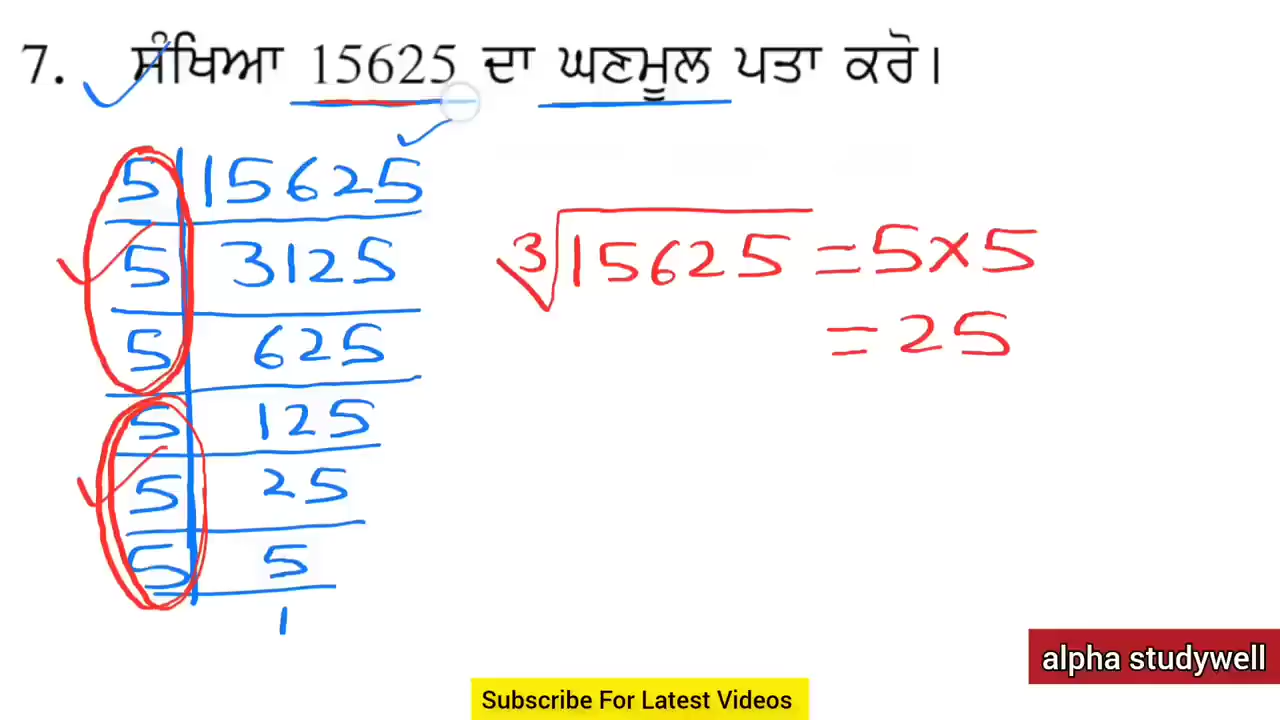 7. ਸੰਖਿਆ 15625 ਦਾ ਘਣਮੂਲ ਪਤਾ ਕਰੋ।
5 | 15625
5 | 3125
5 | 625
5 | 125
5 | 25
5 | 5
1
∛15625 = 5×5
= 25
alpha studywell
Subscribe For Latest Videos